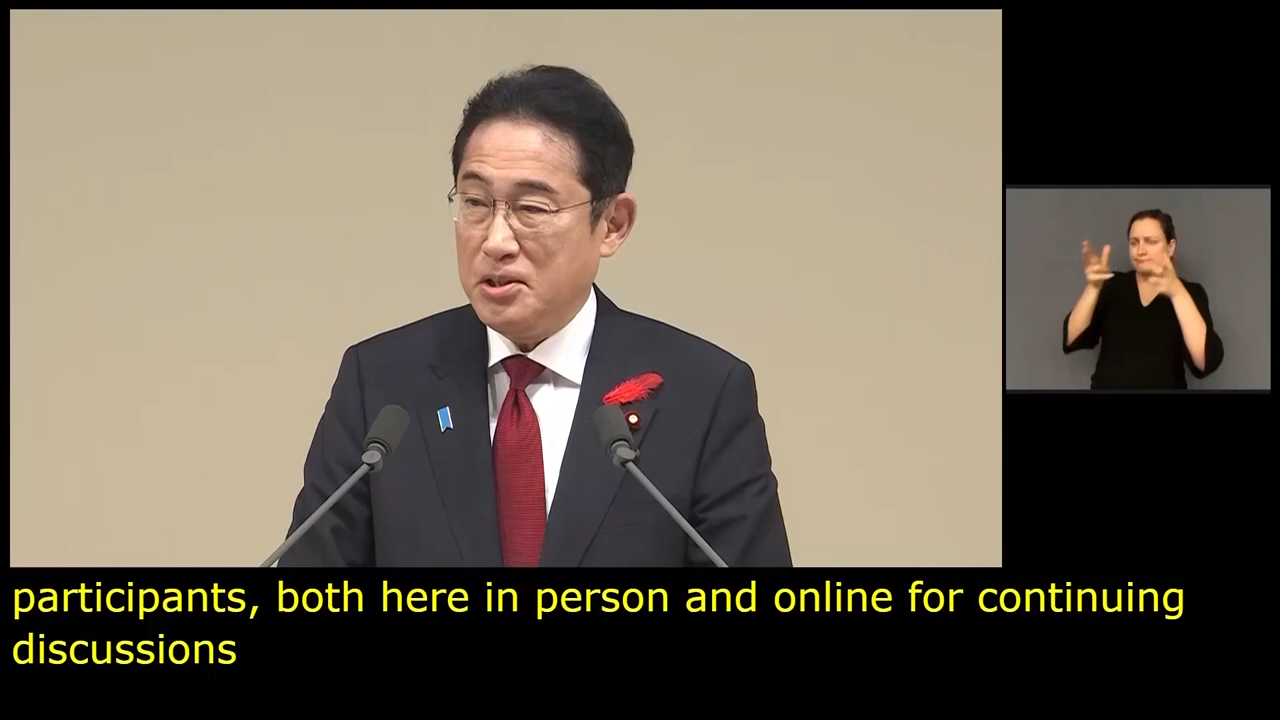 participants, both here in person and online for continuing
discussions